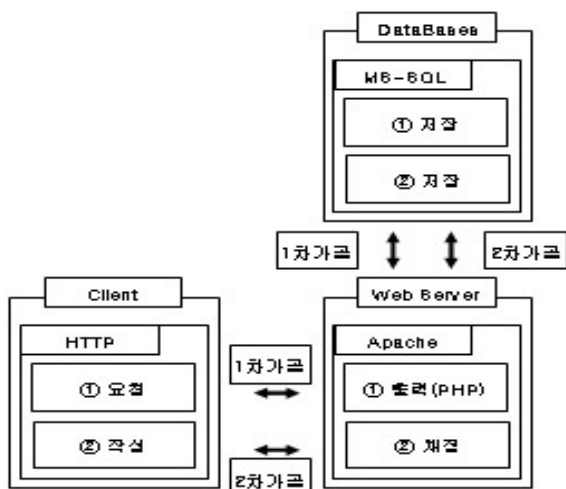 DataBases
MS-SQL
① 저장
② 저장
1차가공
2차가공
Client
HTTP
① 요청
② 작성
1차가공
2차가공
Web Server
Apache
① 출력(PHP)
② 채점